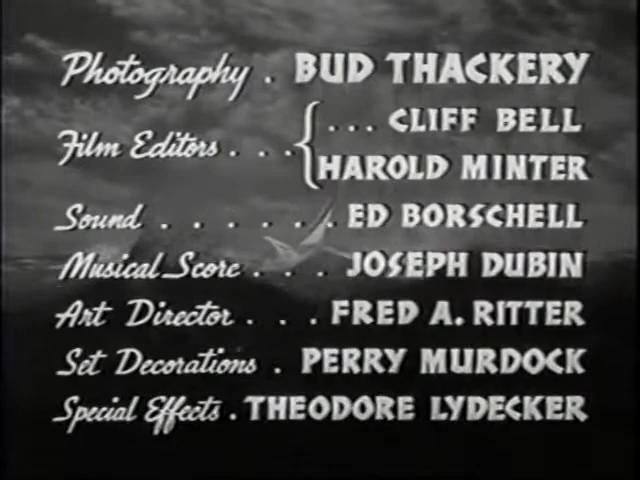 Photography . BUD THACKERY
Film Editors . . . { . . . CLIFF BELL
HAROLD MINTER
Sound . . . . . . . ED BORSCHELL
Musical Score . . . . JOSEPH DUBIN
Art Director . . . FRED A. RITTER
Set Decorations . PERRY MURDOCK
Special Effects . THEODORE LYDECKER